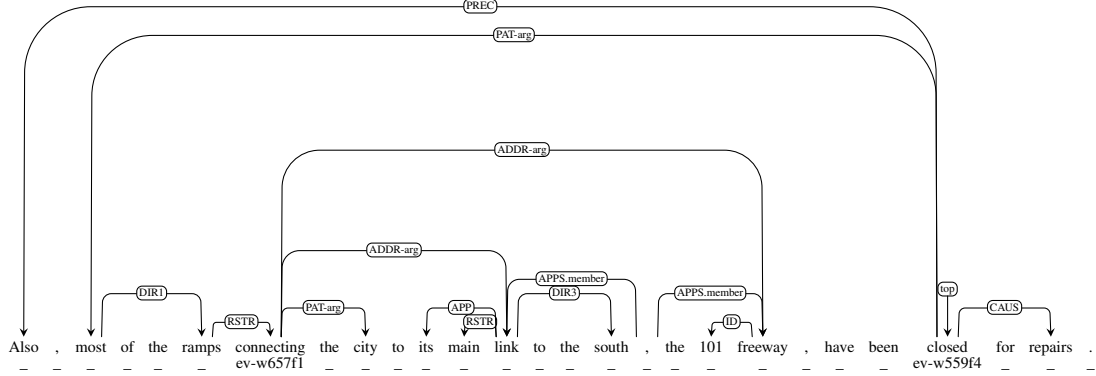 PREC
PAT-arg
ADDR-arg
ADDR-arg
APPS.member
DIR1 DIR3 APPS.member top
RSTR PAT-arg APP RSTR ID CAUS
Also , most of the ramps connecting the city to its main link to the south , the 101 freeway , have been closed for repairs .
_ _ _ _ _ _ ev-w657f1 _ _ _ _ _ _ _ _ _ _ _ _ _ _ _ _ _ ev-w559f4 _ _ _